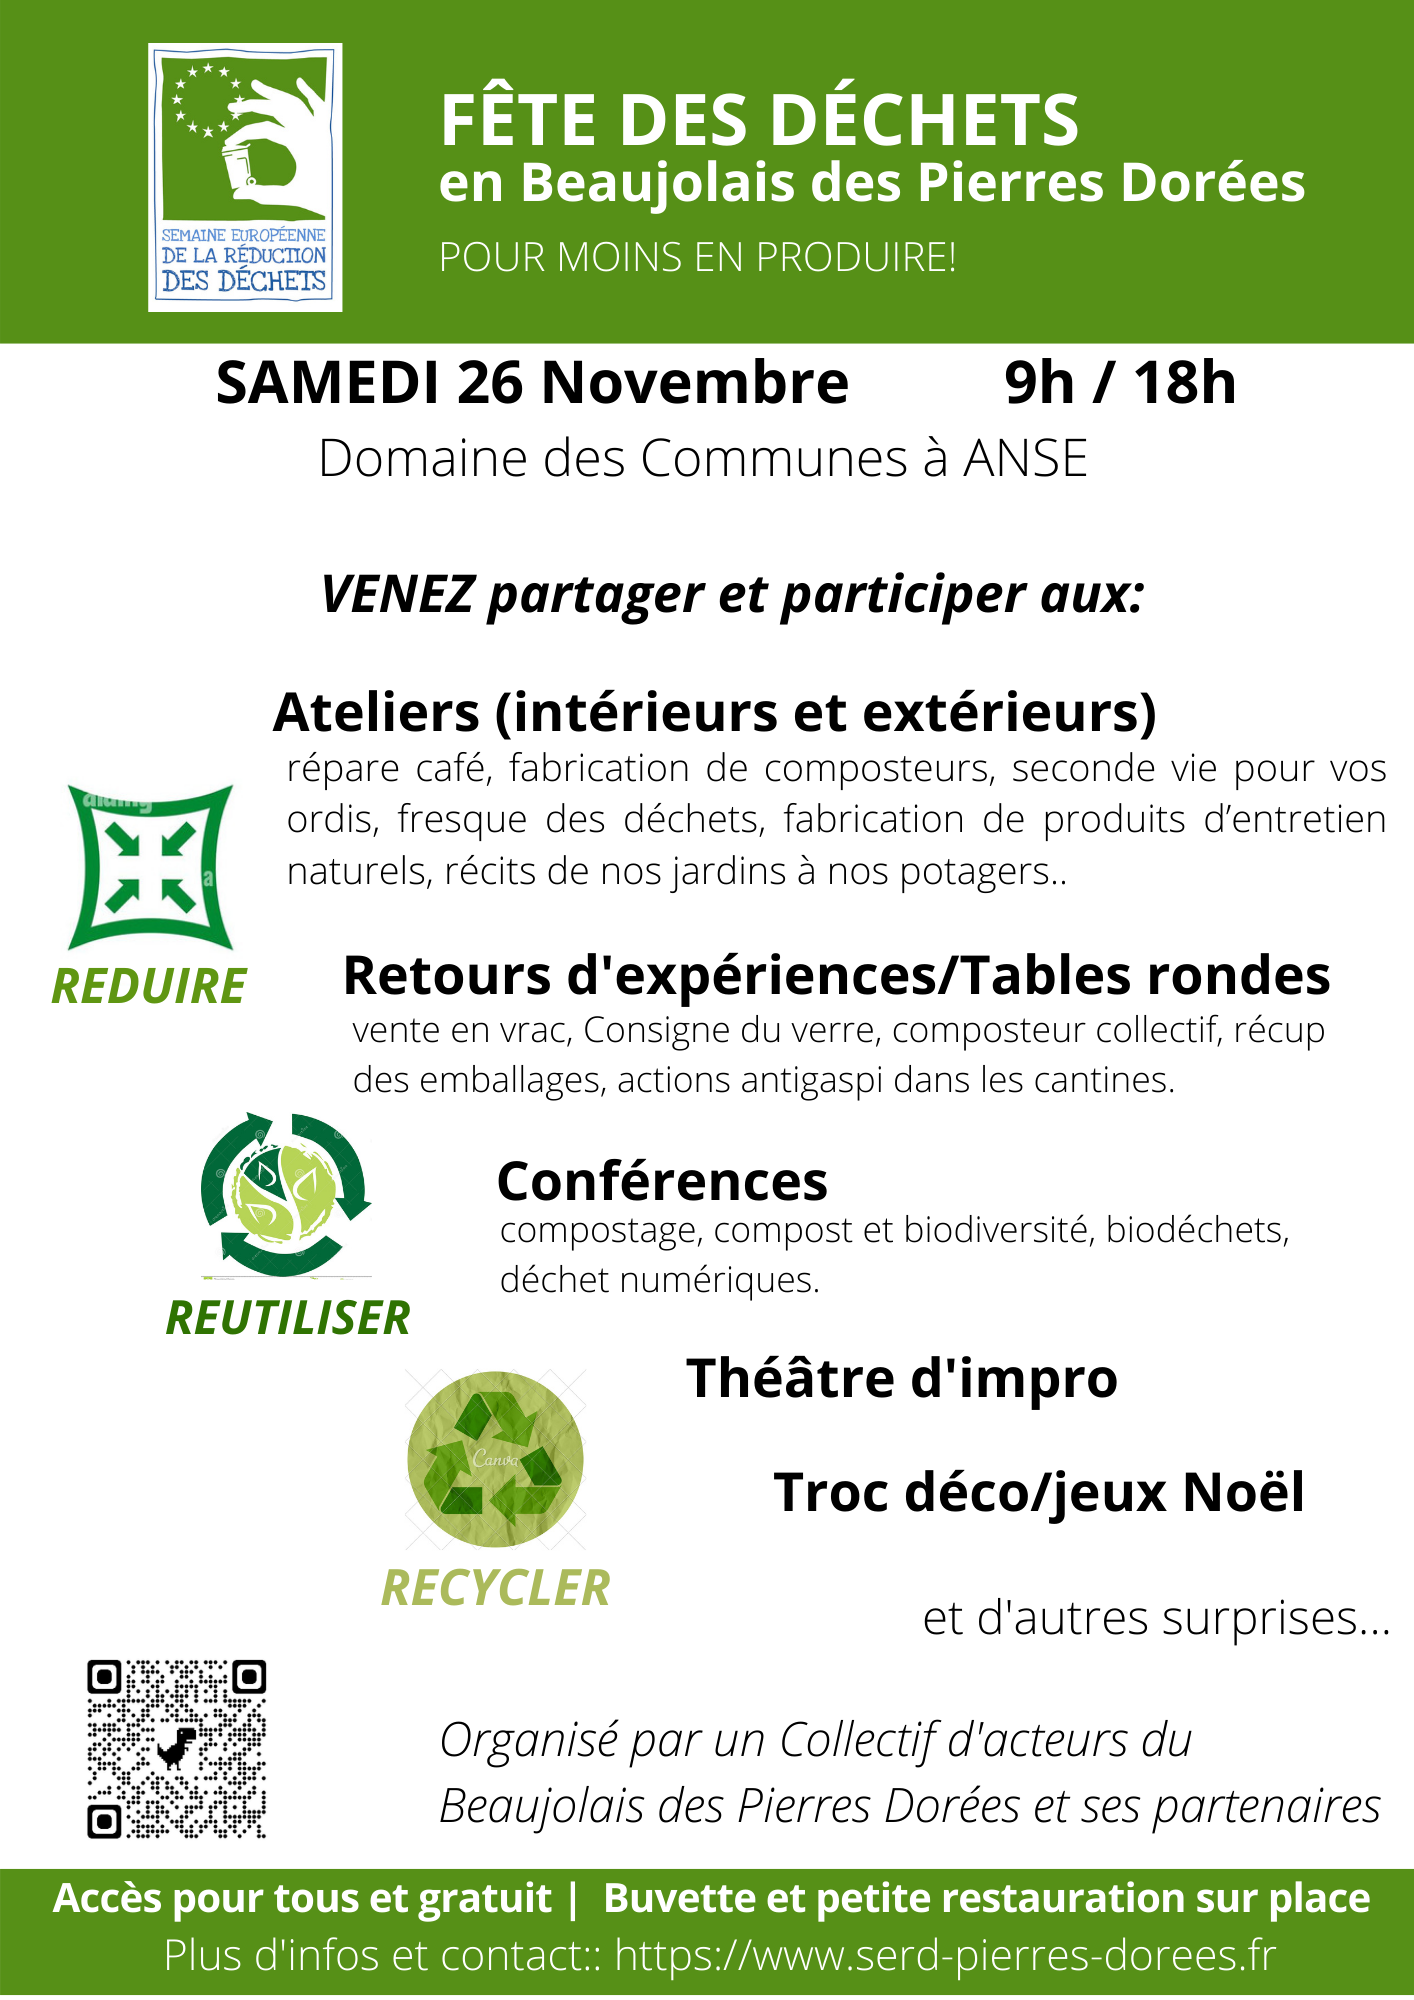 FÊTE DES DÉCHETS
en Beaujolais des Pierres Dorées
POUR MOINS EN PRODUIRE!
SEMAINE EUROPÉENNE
DE LA RÉDUCTION
DES DÉCHETS
SAMEDI 26 Novembre 9h / 18h
Domaine des Communes à ANSE
VENEZ partager et participer aux:
Ateliers (intérieurs et extérieurs)
répare café, fabrication de composteurs, seconde vie pour vos
ordis, fresque des déchets, fabrication de produits d’entretien
naturels, récits de nos jardins à nos potagers..
REDUIRE
Retours d'expériences/Tables rondes
vente en vrac, Consigne du verre, composteur collectif, récup
des emballages, actions antigaspi dans les cantines.
REUTILISER
Conférences
compostage, compost et biodiversité, biodéchets,
déchet numériques.
Théâtre d'impro
Canva
RECYCLER
Troc déco/jeux Noël
et d'autres surprises...
Organisé par un Collectif d'acteurs du
Beaujolais des Pierres Dorées et ses partenaires
Accès pour tous et gratuit | Buvette et petite restauration sur place
Plus d'infos et contact:: https://www.serd-pierres-dorees.fr